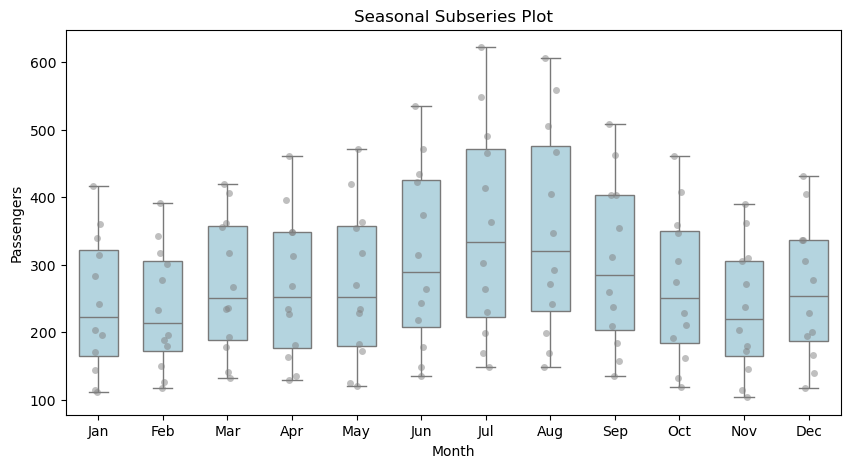 Seasonal Subseries Plot
Passengers
600
500
400
300
200
100
Jan Feb Mar Apr May Jun Jul Aug Sep Oct Nov Dec
Month